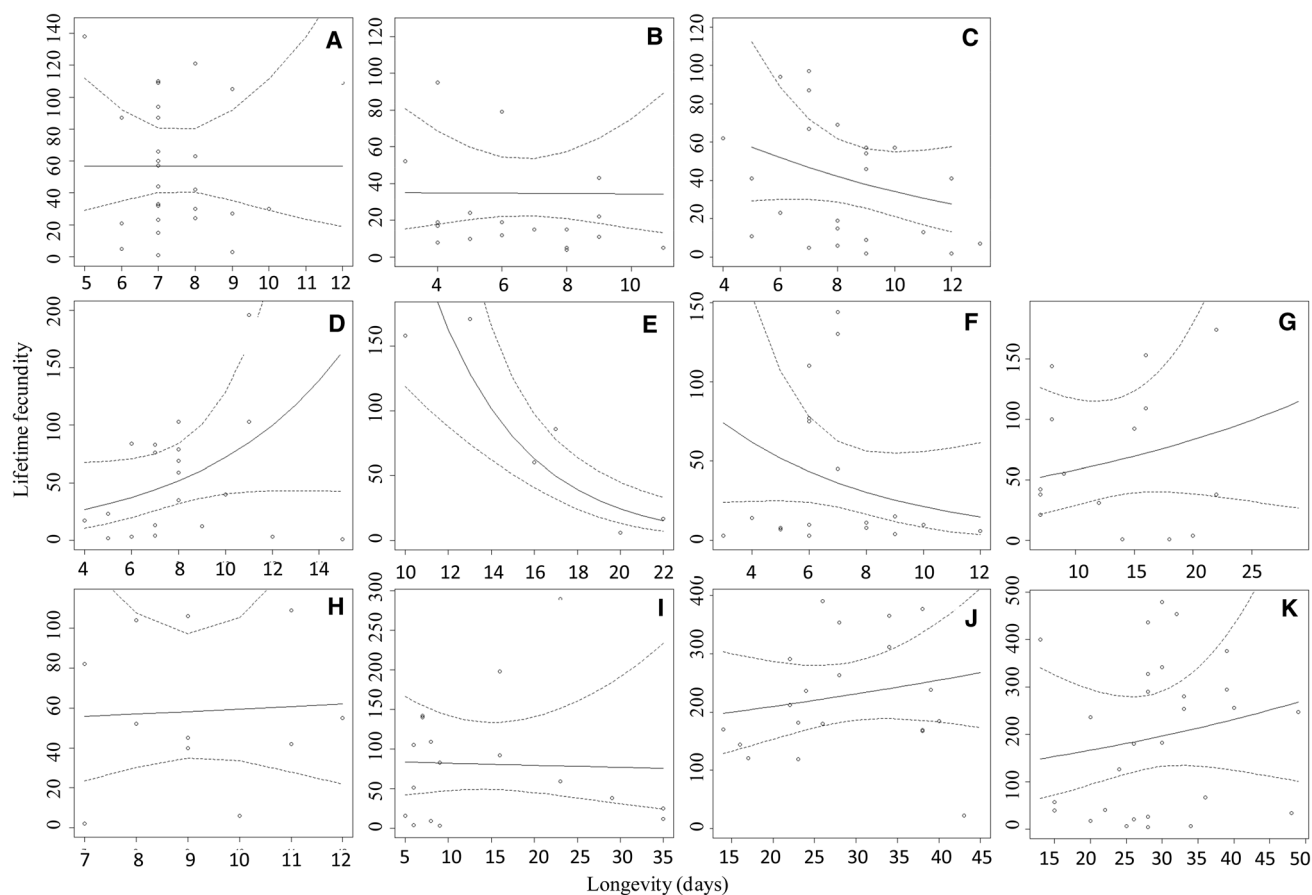 Lifetime fecundity
A
0 20 40 60 80 100 120 140
5 6 7 8 9 10 11 12
B
0 20 40 60 80 100 120
4 6 8 10
C
0 20 40 60 80 100 120
4 6 8 10 12
D
0 50 100 150 200
4 6 8 10 12 14
E
0 50 100 150
10 12 14 16 18 20 22
F
0 50 100 150
4 6 8 10 12
G
0 50 100 150
10 15 20 25
H
0 20 40 60 80 100
7 8 9 10 11 12
I
0 50 100 150 200 250 300
5 10 15 20 25 30 35
J
0 100 200 300 400
15 20 25 30 35 40 45
K
0 100 200 300 400 500
15 20 25 30 35 40 45 50
Longevity (days)